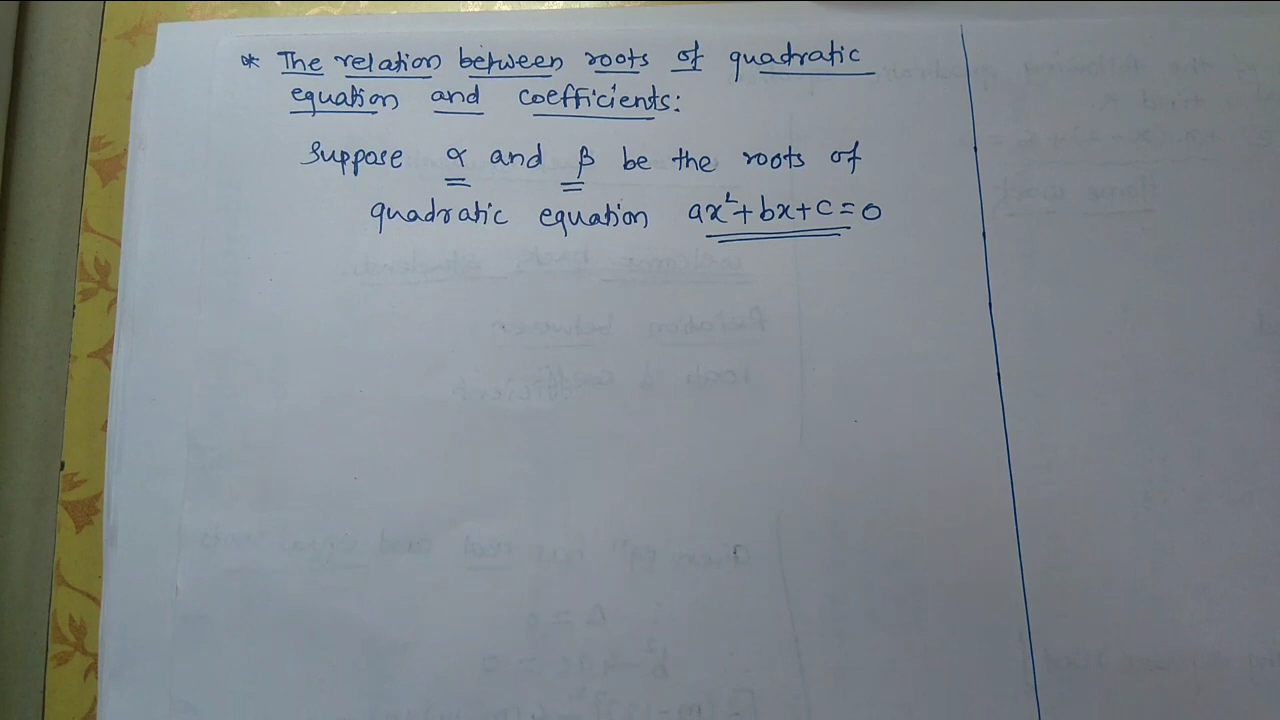 * The relation between roots of quadratic
equation and coefficients:
Suppose α and β be the roots of
quadratic equation ax²+bx+c=0